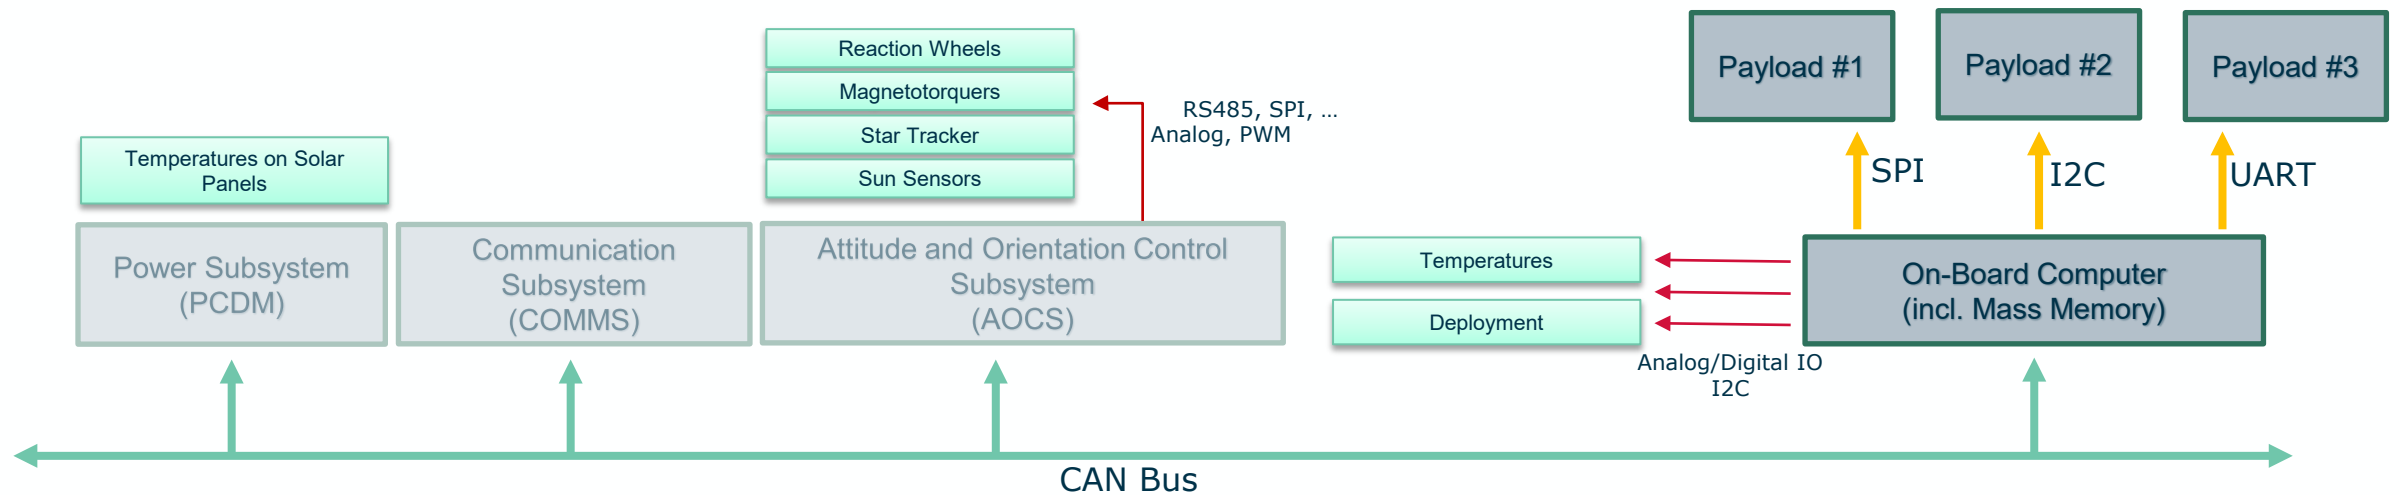 Reaction Wheels
Magnetotorquers
Star Tracker
Sun Sensors
RS485, SPI, ...
Analog, PWM
Payload #1
Payload #2
Payload #3
SPI
I2C
UART
Temperatures on Solar
Panels
Power Subsystem
(PCDM)
Communication
Subsystem
(COMMS)
Attitude and Orientation Control
Subsystem
(AOCS)
Temperatures
Deployment
Analog/Digital IO
I2C
On-Board Computer
(incl. Mass Memory)
CAN Bus